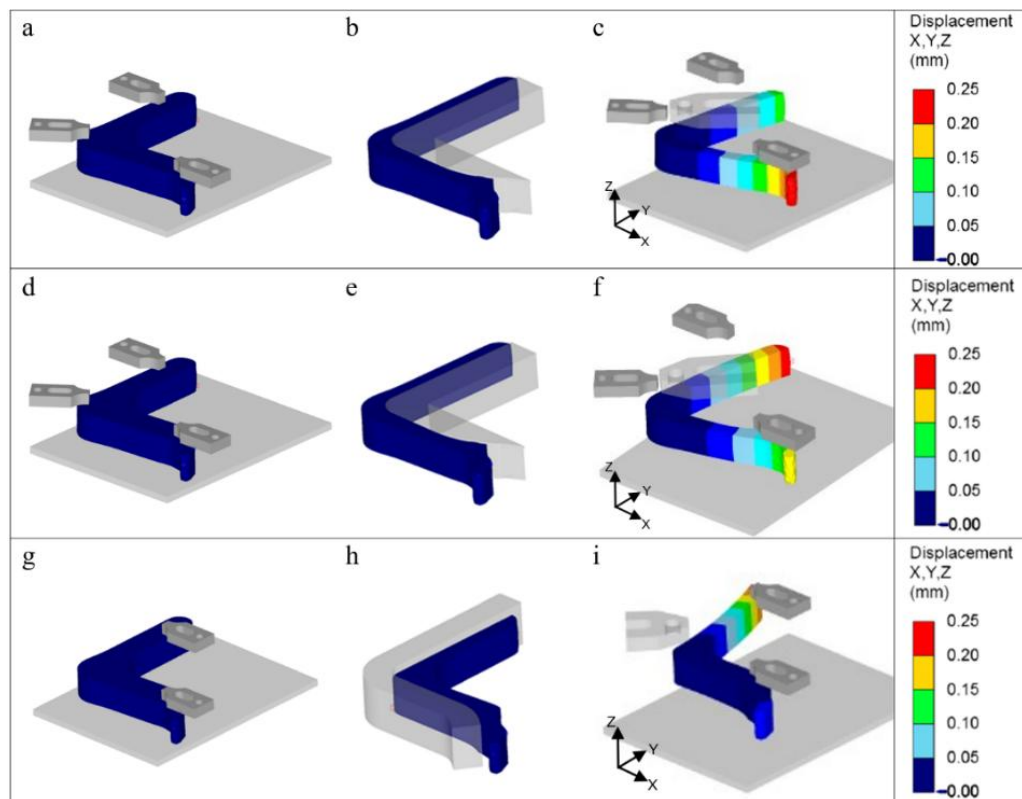 a
b
c
Displacement
X,Y,Z
(mm)
0.25
0.20
0.15
0.10
0.05
0.00
Z
Y
X
d
e
f
Displacement
X,Y,Z
(mm)
0.25
0.20
0.15
0.10
0.05
0.00
Z
Y
X
g
h
i
Displacement
X,Y,Z
(mm)
0.25
0.20
0.15
0.10
0.05
0.00
Z
Y
X